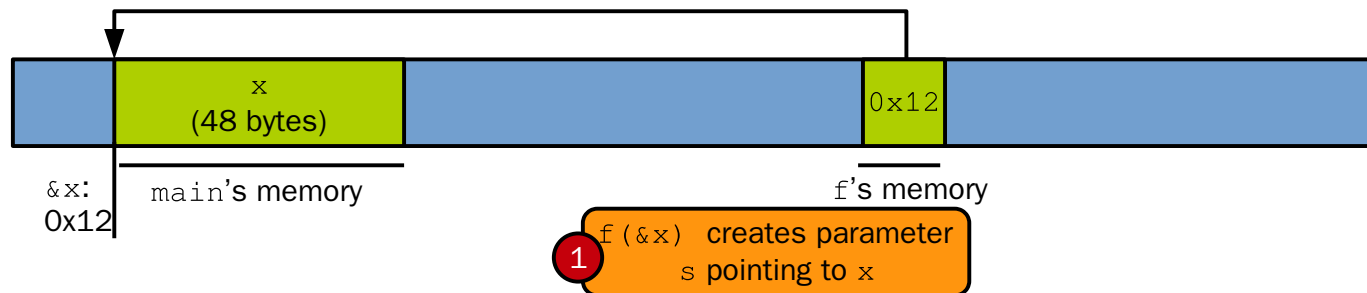 x
(48 bytes)
0x12
&x:
0x12
main's memory
f's memory
1
f(&x) creates parameter
s pointing to x